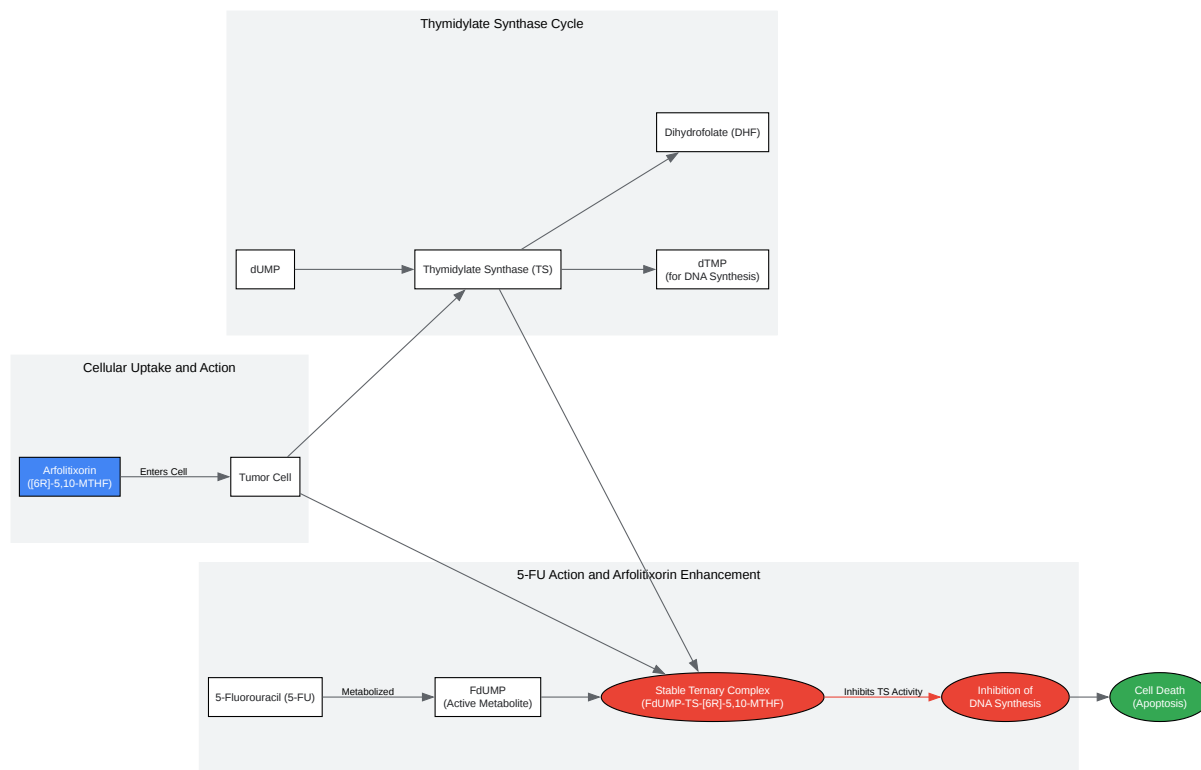 Thymidylate Synthase Cycle
Dihydrofolate (DHF)
dUMP
Thymidylate Synthase (TS)
dTMP
(for DNA Synthesis)
Cellular Uptake and Action
Arfolitixorin
([6R]-5,10-MTHF)
Enters Cell
Tumor Cell
5-FU Action and Arfolitixorin Enhancement
5-Fluorouracil (5-FU)
Metabolized
FdUMP
(Active Metabolite)
Stable Ternary Complex
(FdUMP-TS-[6R]-5,10-MTHF)
Inhibits TS Activity
Inhibition of
DNA Synthesis
Cell Death
(Apoptosis)